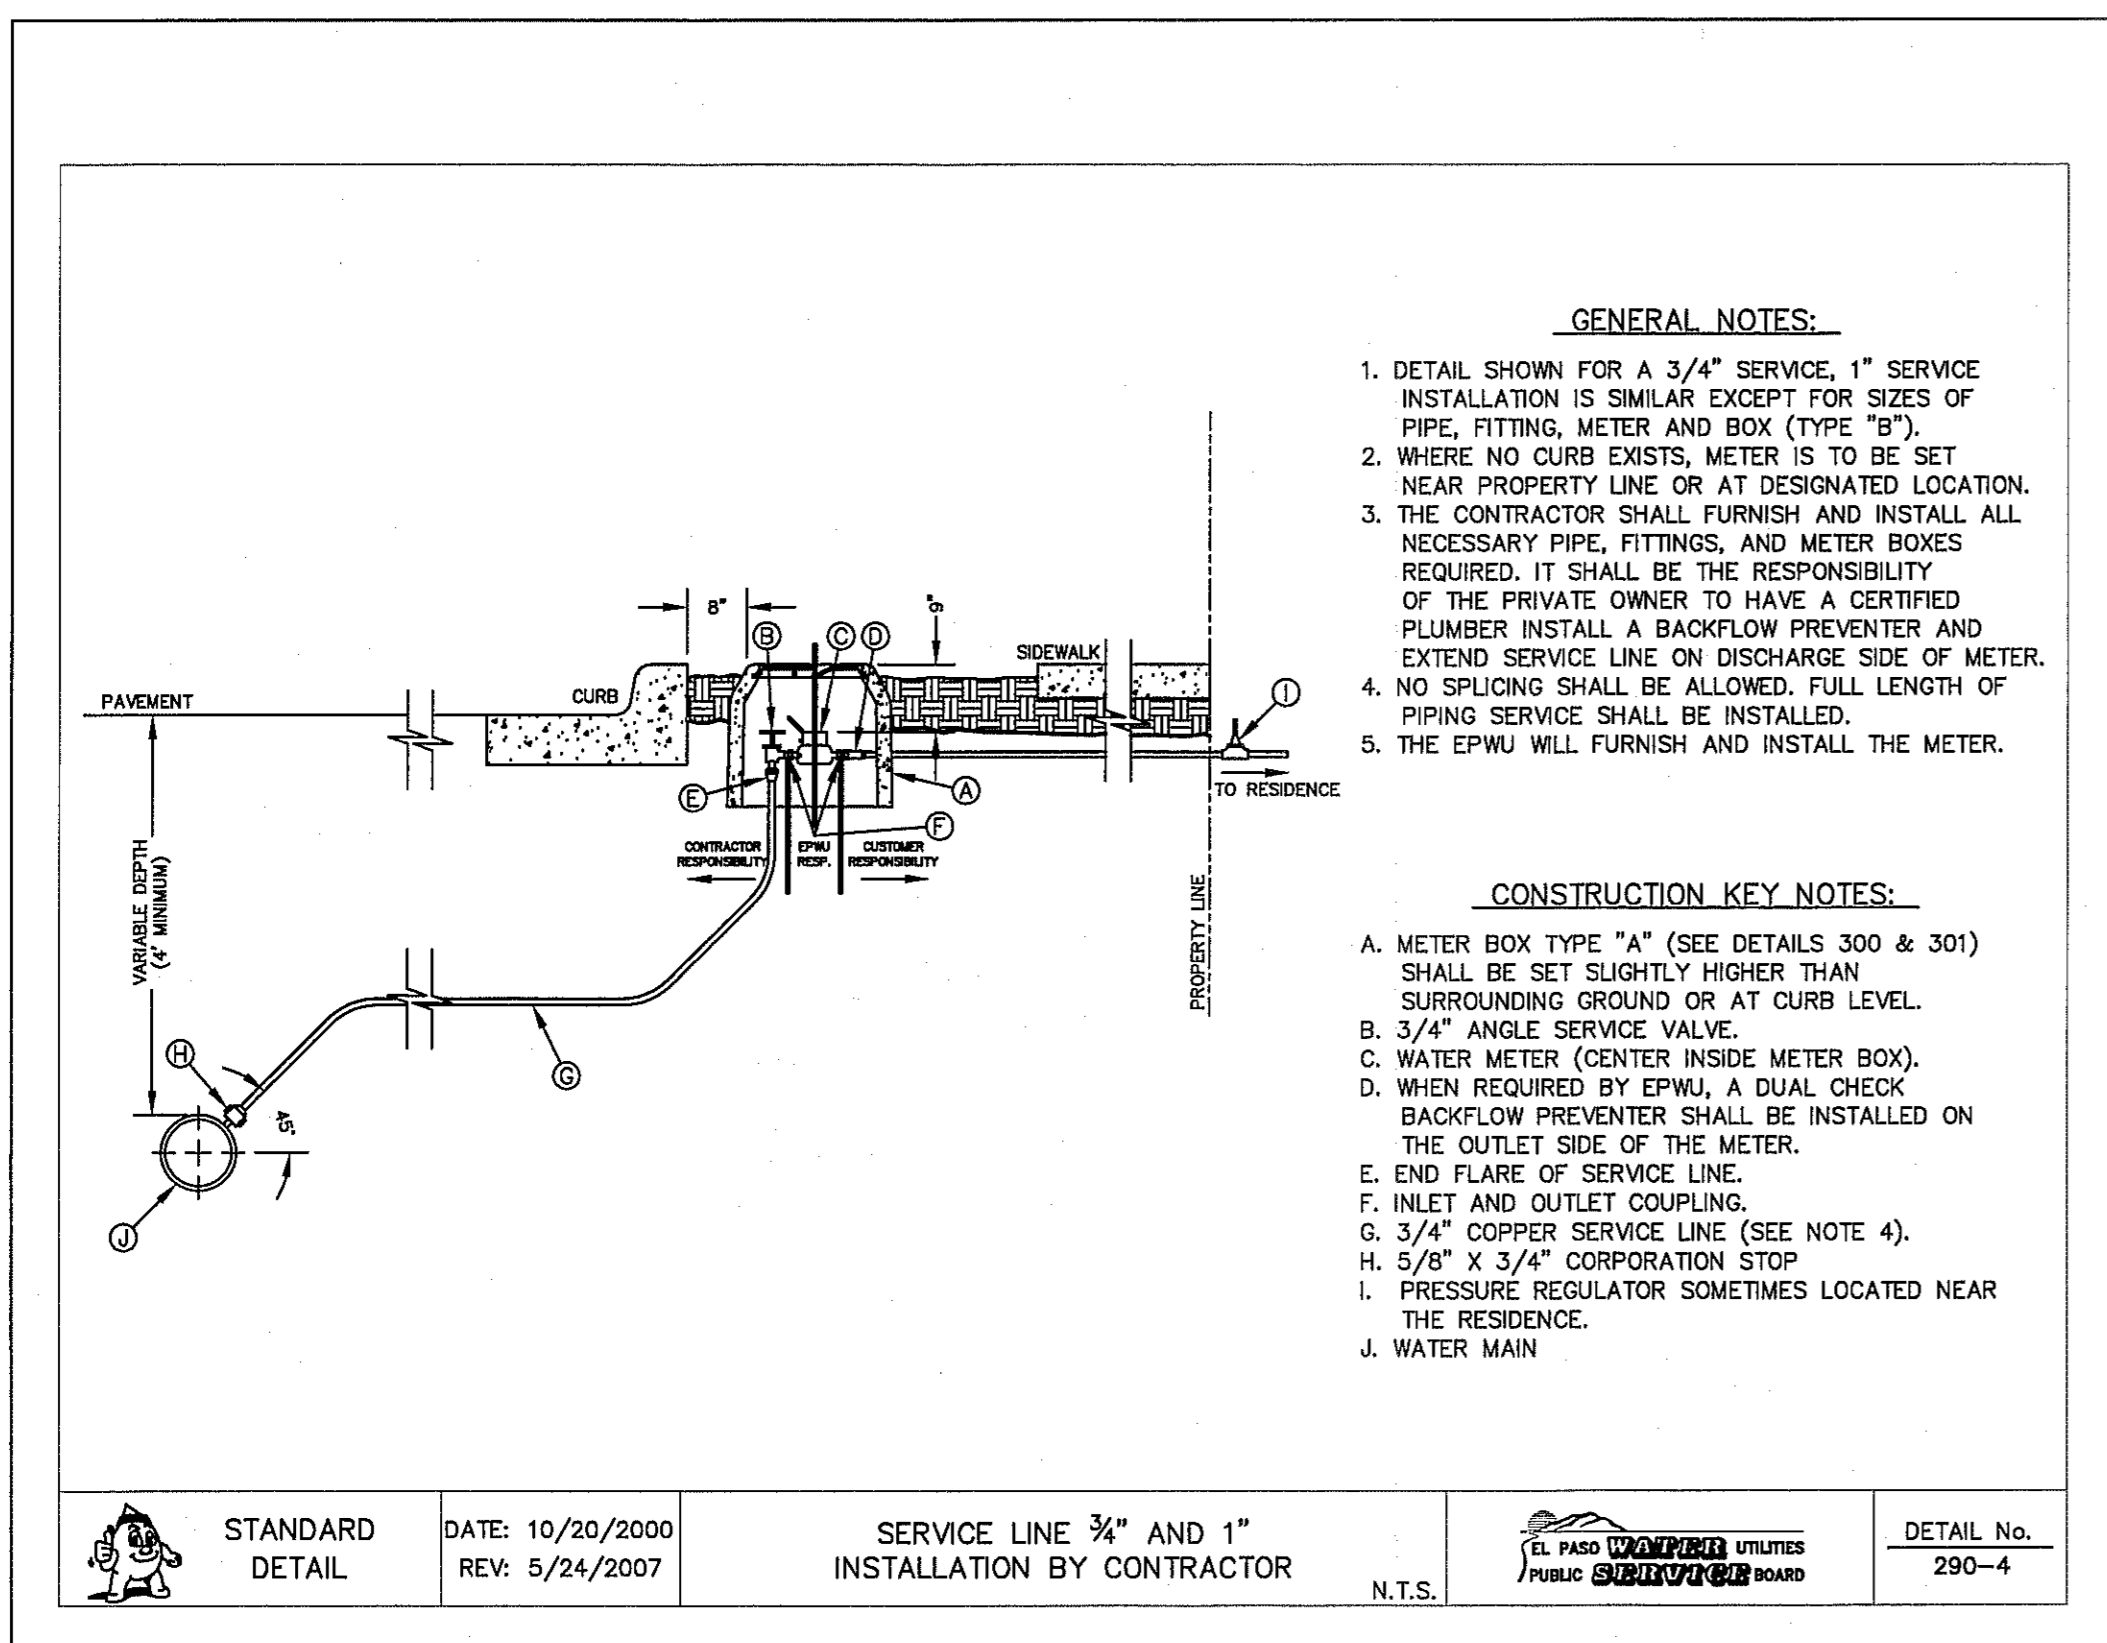 GENERAL NOTES:
1. DETAIL SHOWN FOR A 3/4" SERVICE, 1" SERVICE
INSTALLATION IS SIMILAR EXCEPT FOR SIZES OF
PIPE, FITTING, METER AND BOX (TYPE "B").
2. WHERE NO CURB EXISTS, METER IS TO BE SET
NEAR PROPERTY LINE OR AT DESIGNATED LOCATION.
3. THE CONTRACTOR SHALL FURNISH AND INSTALL ALL
NECESSARY PIPE, FITTINGS, AND METER BOXES
REQUIRED. IT SHALL BE THE RESPONSIBILITY
OF THE PRIVATE OWNER TO HAVE A CERTIFIED
PLUMBER INSTALL A BACKFLOW PREVENTER AND
EXTEND SERVICE LINE ON DISCHARGE SIDE OF METER.
4. NO SPLICING SHALL BE ALLOWED. FULL LENGTH OF
PIPING SERVICE SHALL BE INSTALLED.
5. THE EPWU WILL FURNISH AND INSTALL THE METER.
8"
6"
B
C
D
SIDEWALK
I
PAVEMENT
CURB
E
A
TO RESIDENCE
F
CONTRACTOR
RESPONSIBILITY
EPWU
RESP.
CUSTOMER
RESPONSIBILITY
VARIABLE DEPTH
(4' MINIMUM)
PROPERTY LINE
H
G
45°
J
CONSTRUCTION KEY NOTES:
A. METER BOX TYPE "A" (SEE DETAILS 300 & 301)
SHALL BE SET SLIGHTLY HIGHER THAN
SURROUNDING GROUND OR AT CURB LEVEL.
B. 3/4" ANGLE SERVICE VALVE.
C. WATER METER (CENTER INSIDE METER BOX).
D. WHEN REQUIRED BY EPWU, A DUAL CHECK
BACKFLOW PREVENTER SHALL BE INSTALLED ON
THE OUTLET SIDE OF THE METER.
E. END FLARE OF SERVICE LINE.
F. INLET AND OUTLET COUPLING.
G. 3/4" COPPER SERVICE LINE (SEE NOTE 4).
H. 5/8" X 3/4" CORPORATION STOP
I. PRESSURE REGULATOR SOMETIMES LOCATED NEAR
THE RESIDENCE.
J. WATER MAIN
STANDARD
DETAIL
DATE: 10/20/2000
REV: 5/24/2007
SERVICE LINE ¾" AND 1"
INSTALLATION BY CONTRACTOR
N.T.S.
EL PASO WATER UTILITIES
PUBLIC SERVICE BOARD
DETAIL No.
290-4